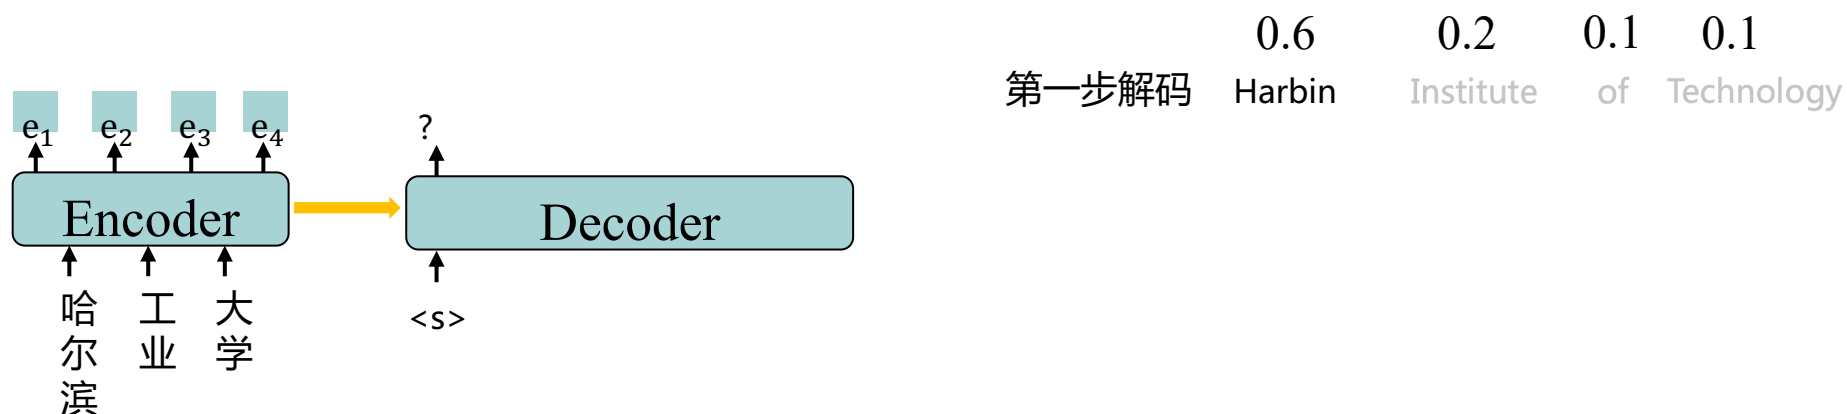 0.6 0.2 0.1 0.1
第一步解码 Harbin Institute of Technology
e₁ e₂ e₃ e₄
?
Encoder
Decoder
哈尔滨 工业 大学
<s>